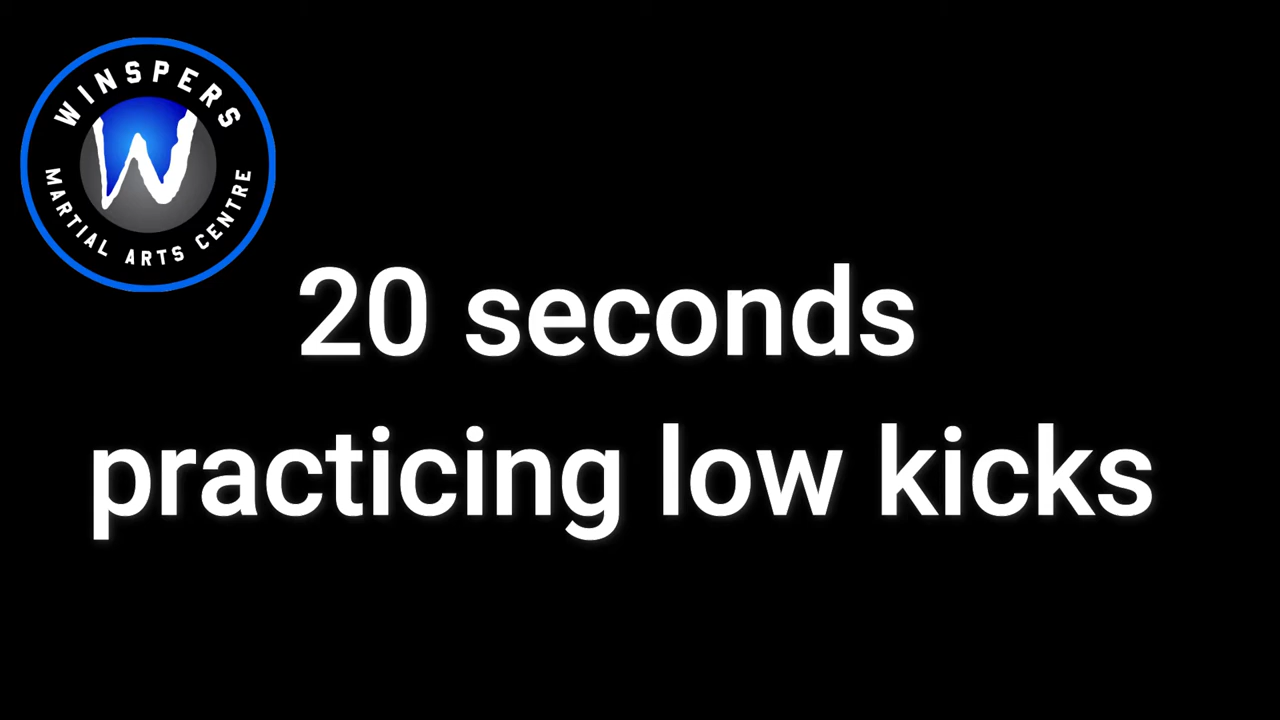 WINSPERS
W
MARTIAL ARTS CENTRE
20 seconds
practicing low kicks